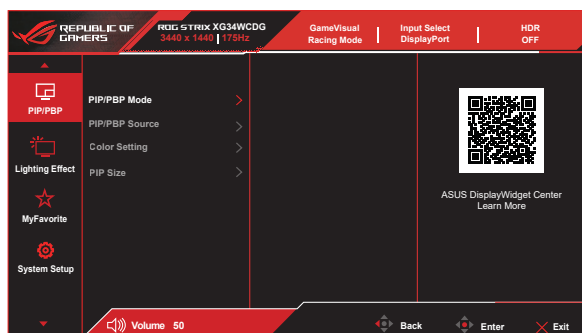 REPUBLIC OF
GAMERS
ROG STRIX XG34WCDG
3440 x 1440 175Hz
GameVisual
Racing Mode
Input Select
DisplayPort
HDR
OFF
PIP/PBP
Lighting Effect
MyFavorite
System Setup
PIP/PBP Mode
PIP/PBP Source
Color Setting
PIP Size
ASUS DisplayWidget Center
Learn More
Volume 50
Back
Enter
Exit